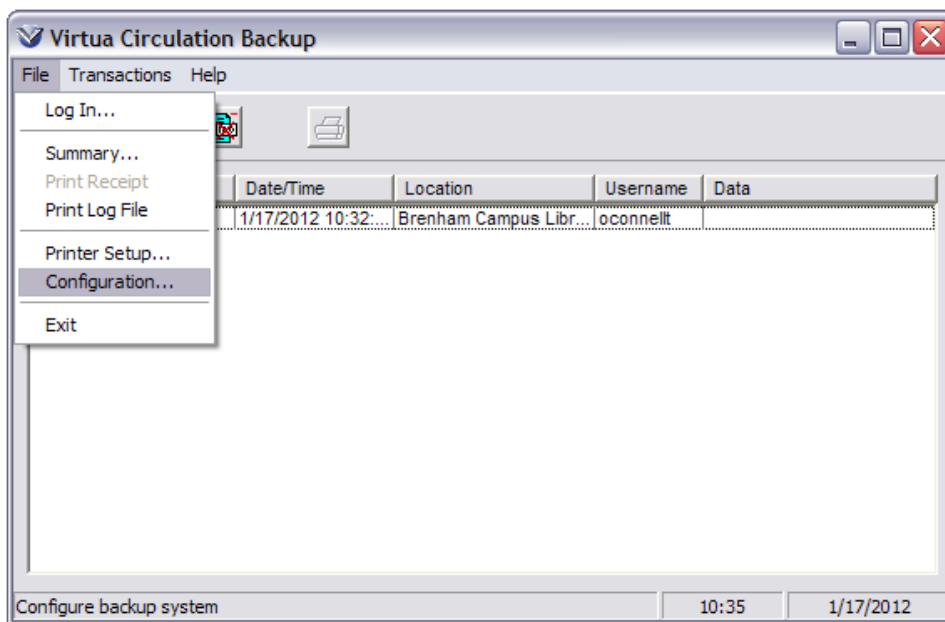 Virtua Circulation Backup
File Transactions Help
Log In...
Summary...
Print Receipt
Print Log File
Printer Setup...
Configuration...
Exit
Date/Time Location Username Data
1/17/2012 10:32:... Brenham Campus Libr... oconnellt
Configure backup system 10:35 1/17/2012